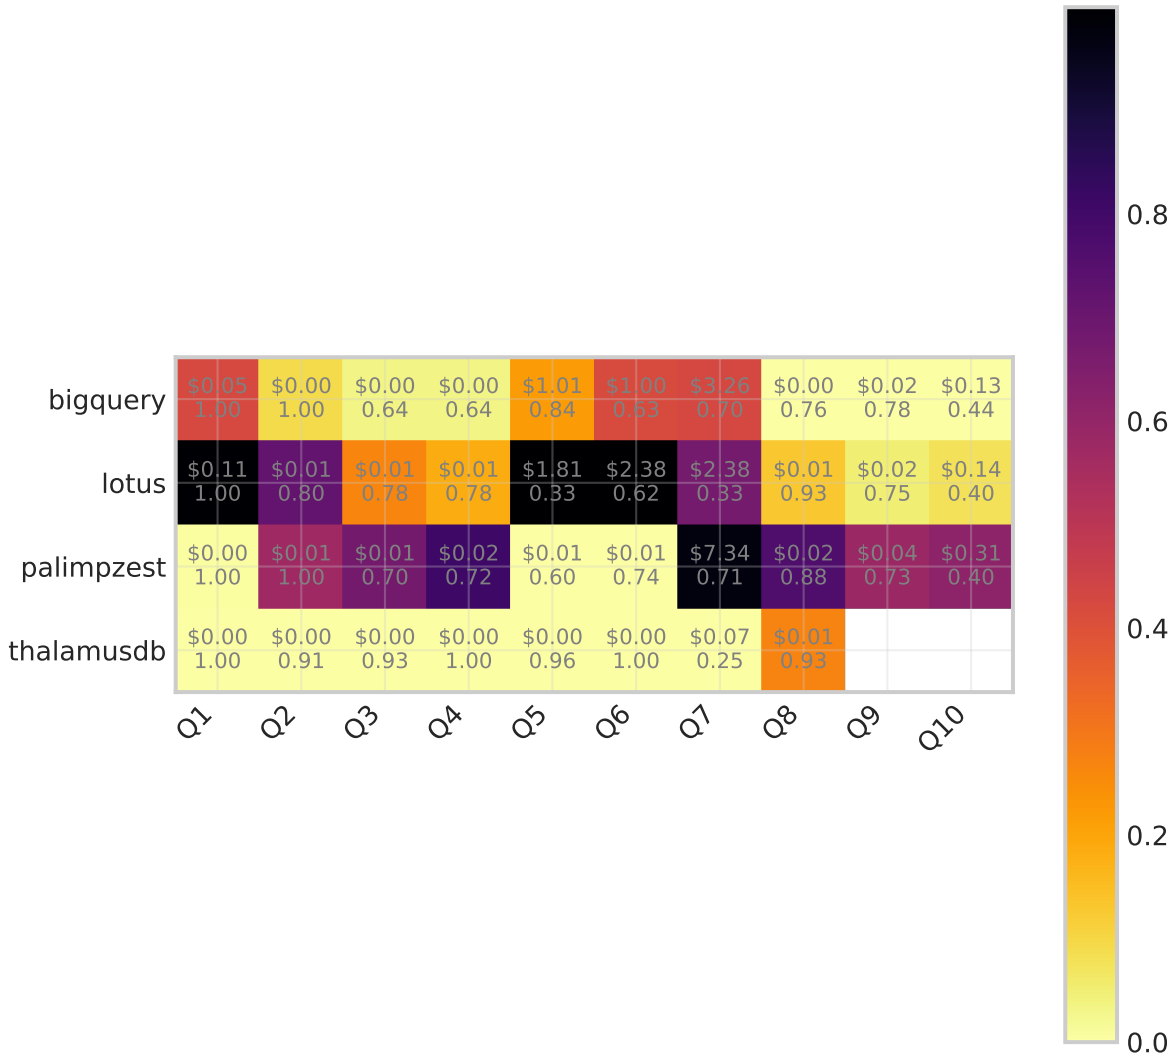 bigquery
$0.05 $0.00 $0.00 $0.00 $1.01 $1.00 $3.26 $0.00 $0.02 $0.13
1.00 1.00 0.64 0.64 0.84 0.63 0.70 0.76 0.78 0.44
lotus
$0.11 $0.01 $0.01 $0.01 $1.81 $2.38 $2.38 $0.01 $0.02 $0.14
1.00 0.80 0.78 0.78 0.33 0.62 0.33 0.93 0.75 0.40
palimpzest
$0.00 $0.01 $0.01 $0.02 $0.01 $0.01 $7.34 $0.02 $0.04 $0.31
1.00 1.00 0.70 0.72 0.60 0.74 0.71 0.88 0.73 0.40
thalamusdb
$0.00 $0.00 $0.00 $0.00 $0.00 $0.00 $0.07 $0.01
1.00 0.91 0.93 1.00 0.96 1.00 0.25 0.93
Q1 Q2 Q3 Q4 Q5 Q6 Q7 Q8 Q9 Q10
0.8
0.6
0.4
0.2
0.0